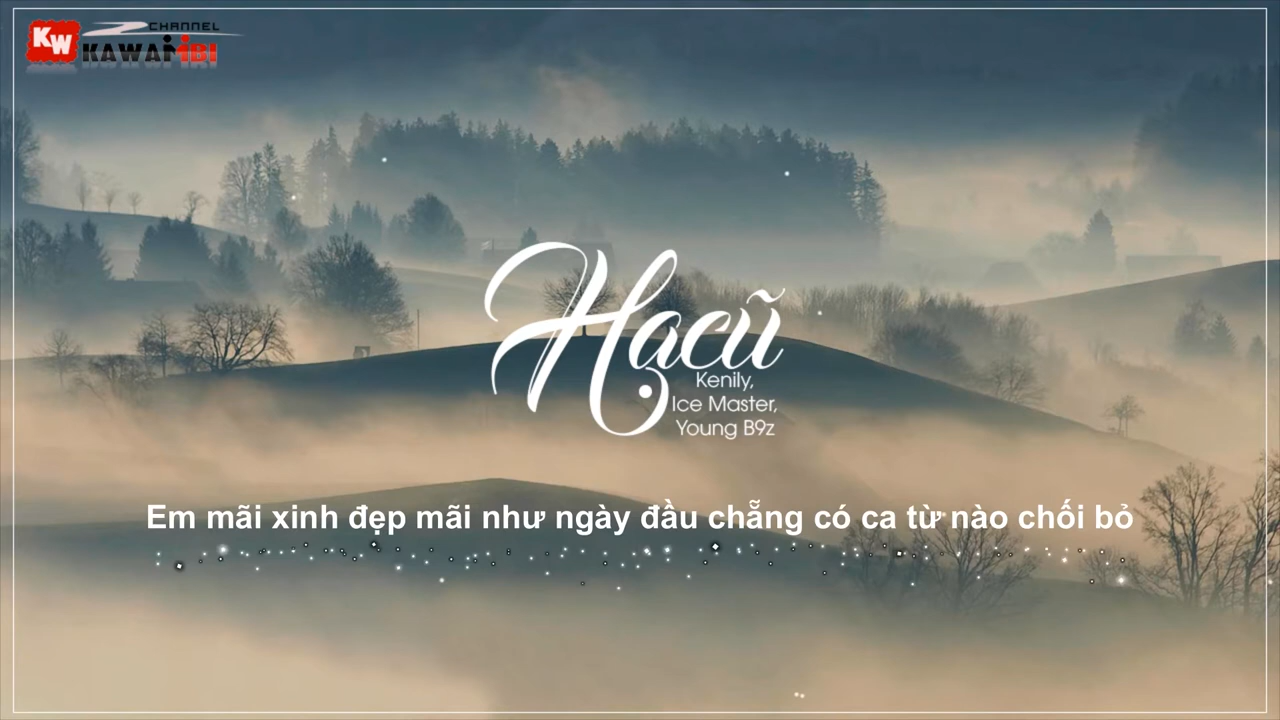 KW
CHANNEL
KAWAIIBI
Hạ cũ
Kenily,
Ice Master,
Young B9z
Em mãi xinh đẹp mãi như ngày đầu chẵng có ca từ nào chối bỏ